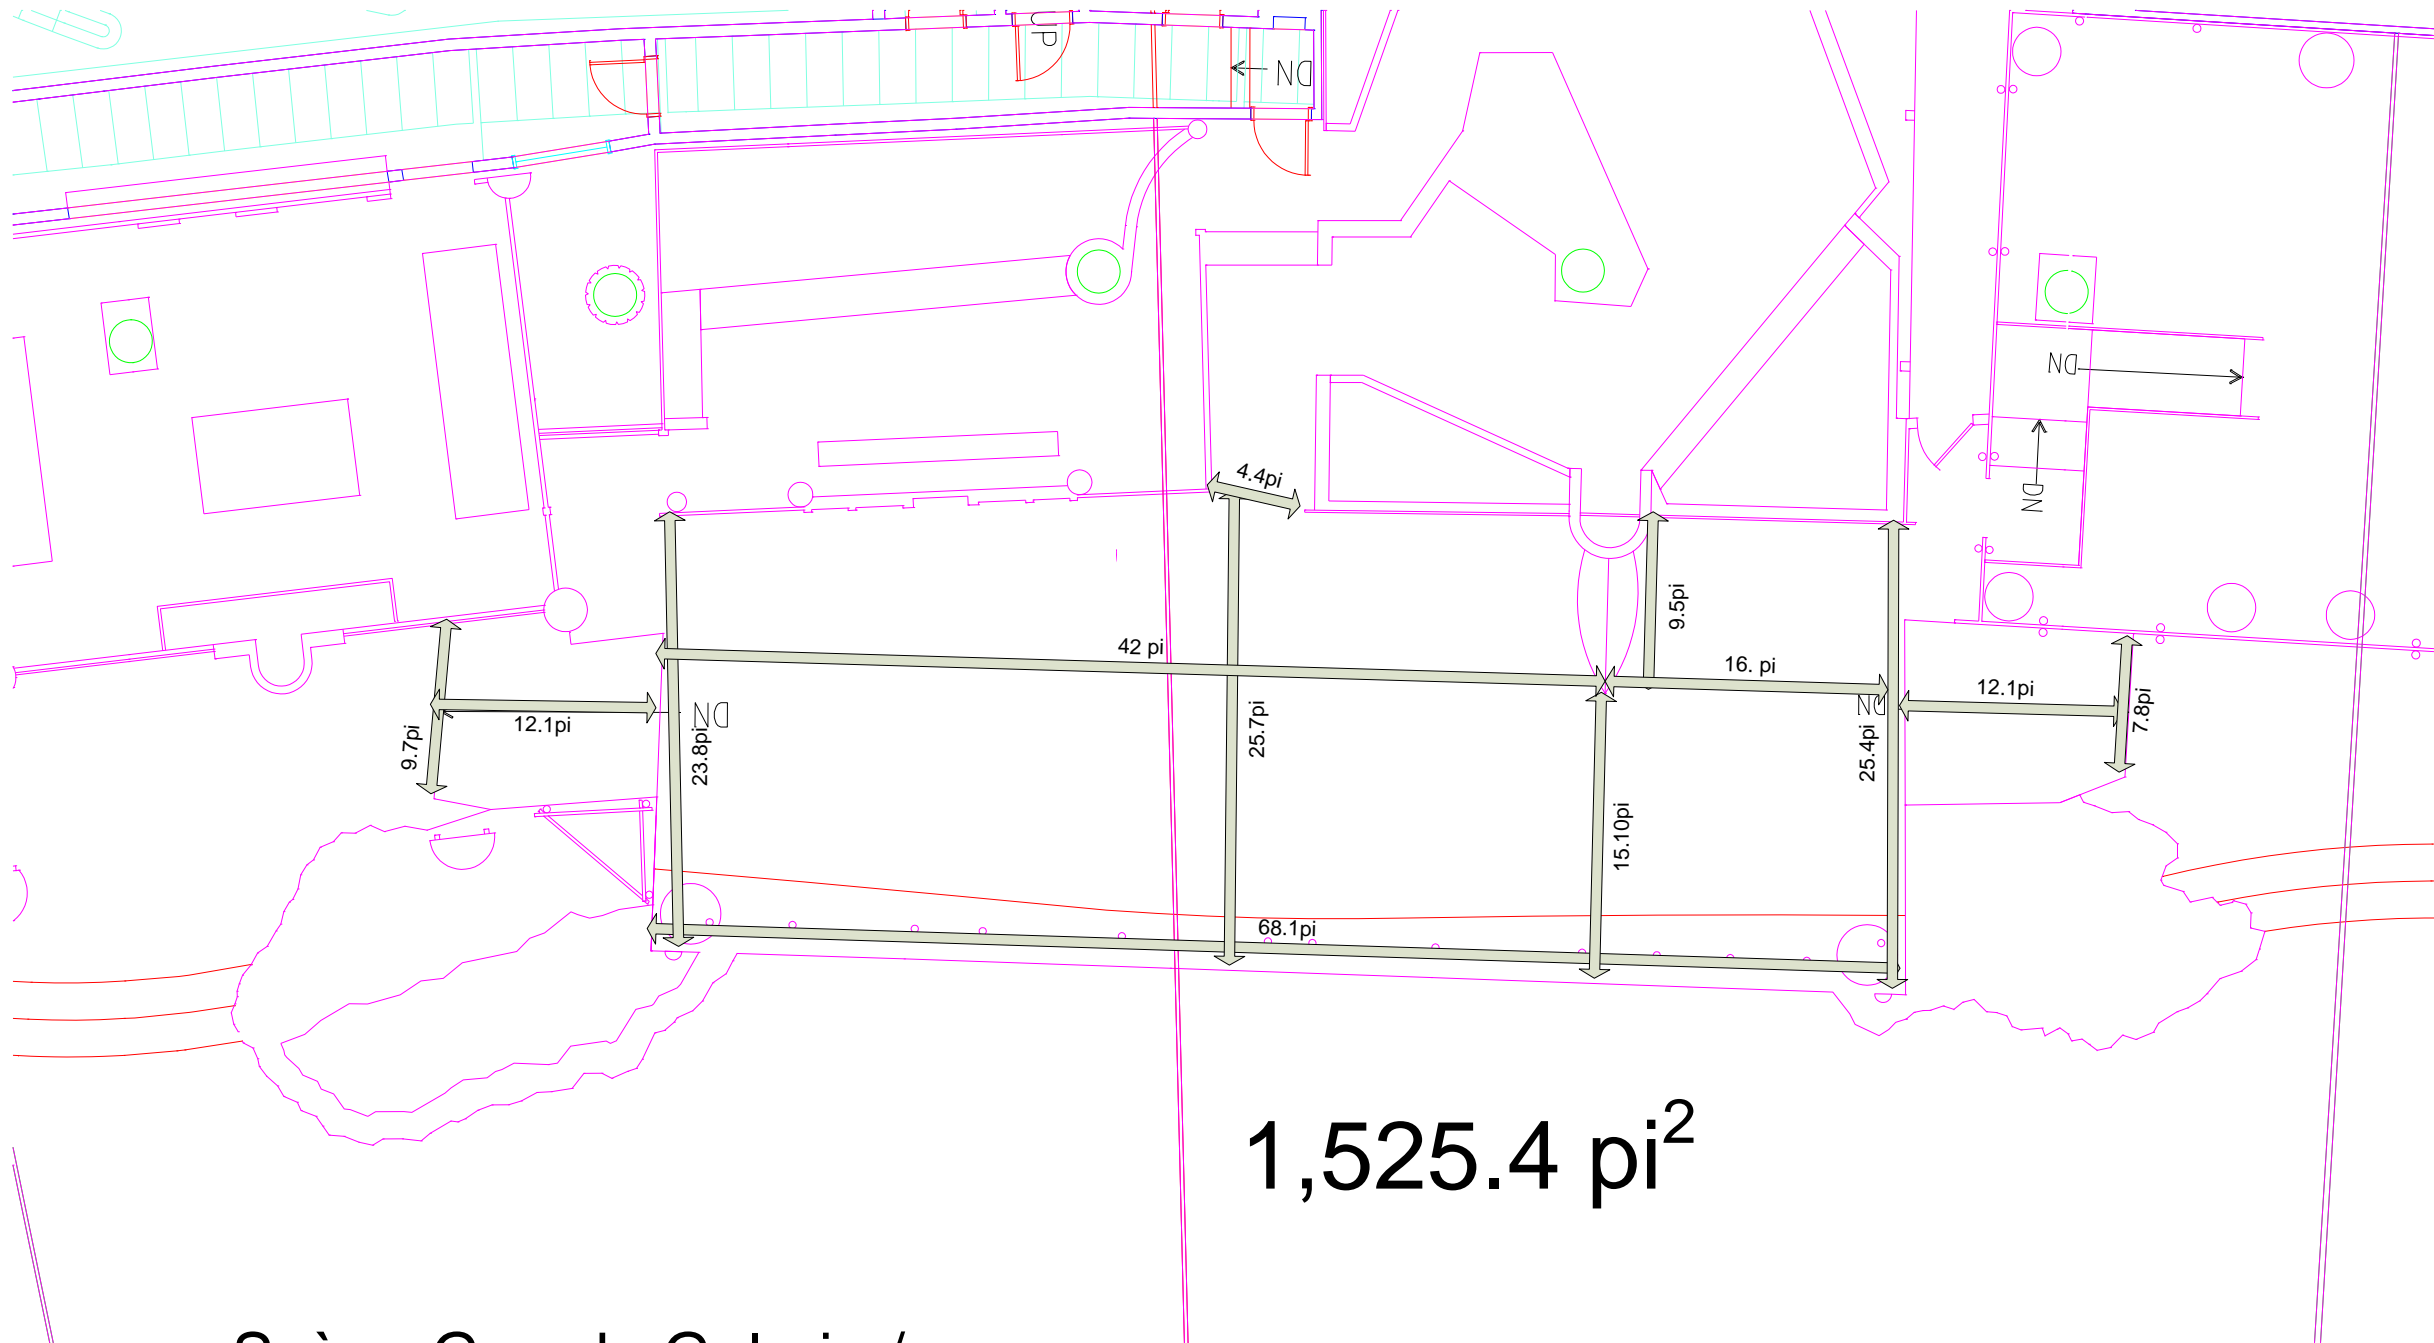 UP
DN
DN
DN
4.4pi
9.5pi
42 pi
16. pi
12.1pi
7.8pi
DN
DN
12.1pi
9.7pi
23.8pi
25.7pi
25.4pi
15.10pi
68.1pi
1,525.4 pi²